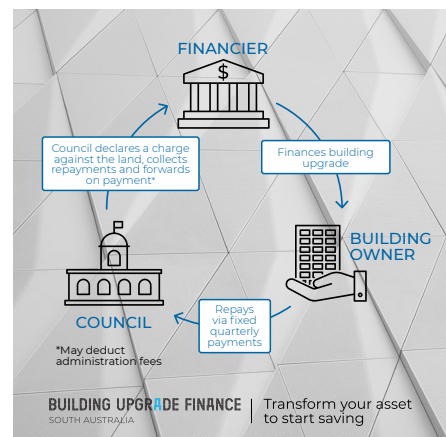 FINANCIER
$
Council declares a charge
against the land, collects
repayments and forwards
on payment*
Finances building
upgrade
BUILDING
OWNER
COUNCIL
Repays
via fixed
quarterly
payments
*May deduct
administration fees
BUILDING UPGRADE FINANCE
SOUTH AUSTRALIA
Transform your asset
to start saving